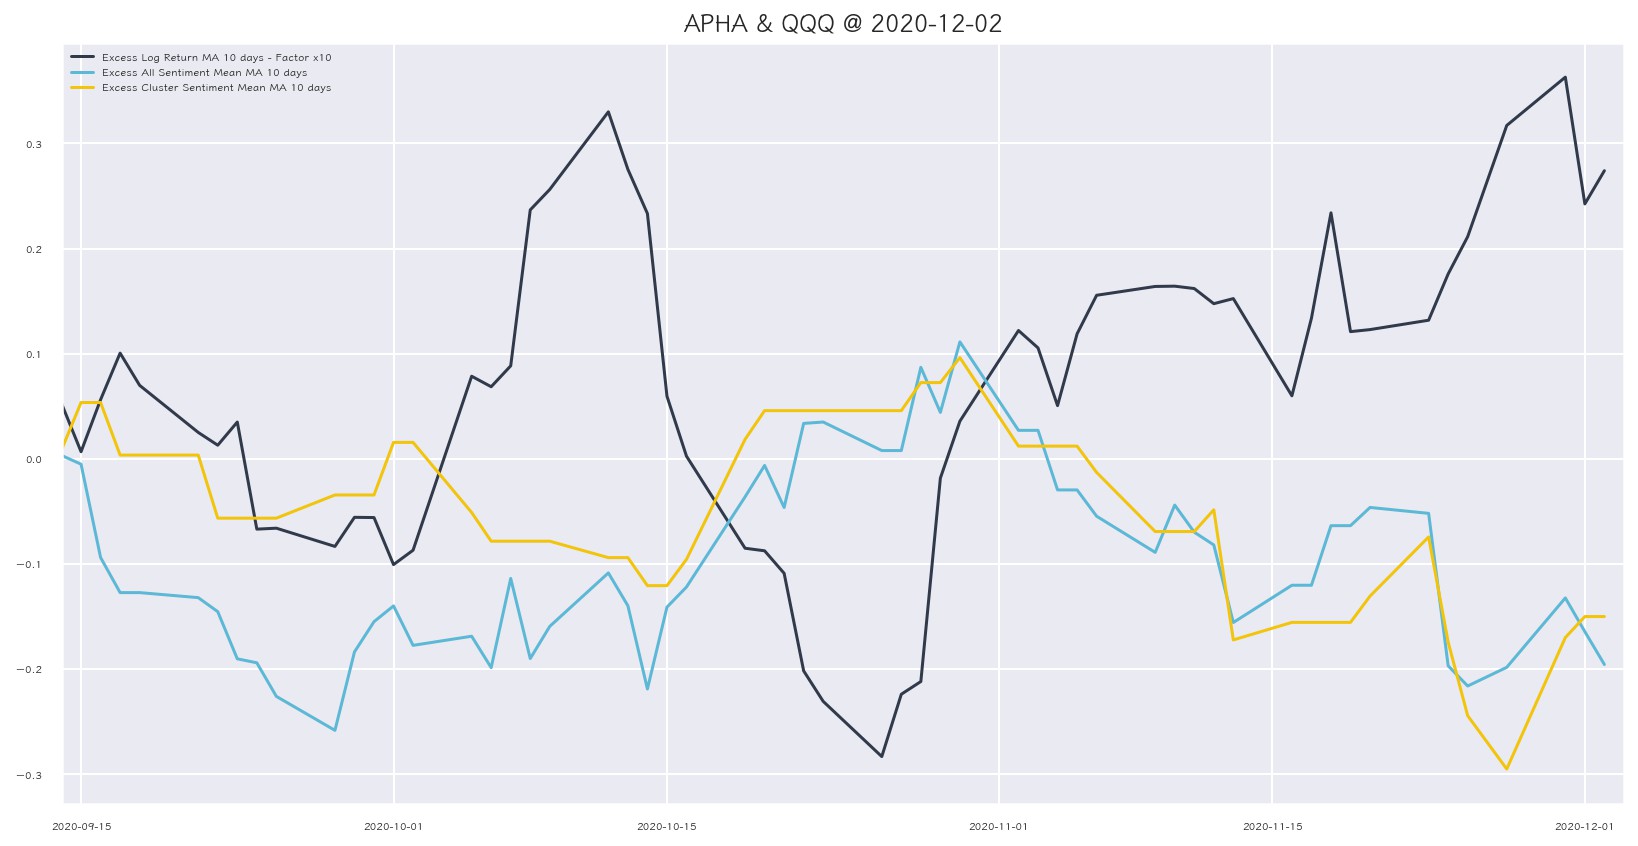 APHA & QQQ @ 2020-12-02
Excess Log Return MA 10 days - Factor x10
Excess All Sentiment Mean MA 10 days
Excess Cluster Sentiment Mean MA 10 days
0.3
0.2
0.1
0.0
−0.1
−0.2
−0.3
2020-09-15 2020-10-01 2020-10-15 2020-11-01 2020-11-15 2020-12-01